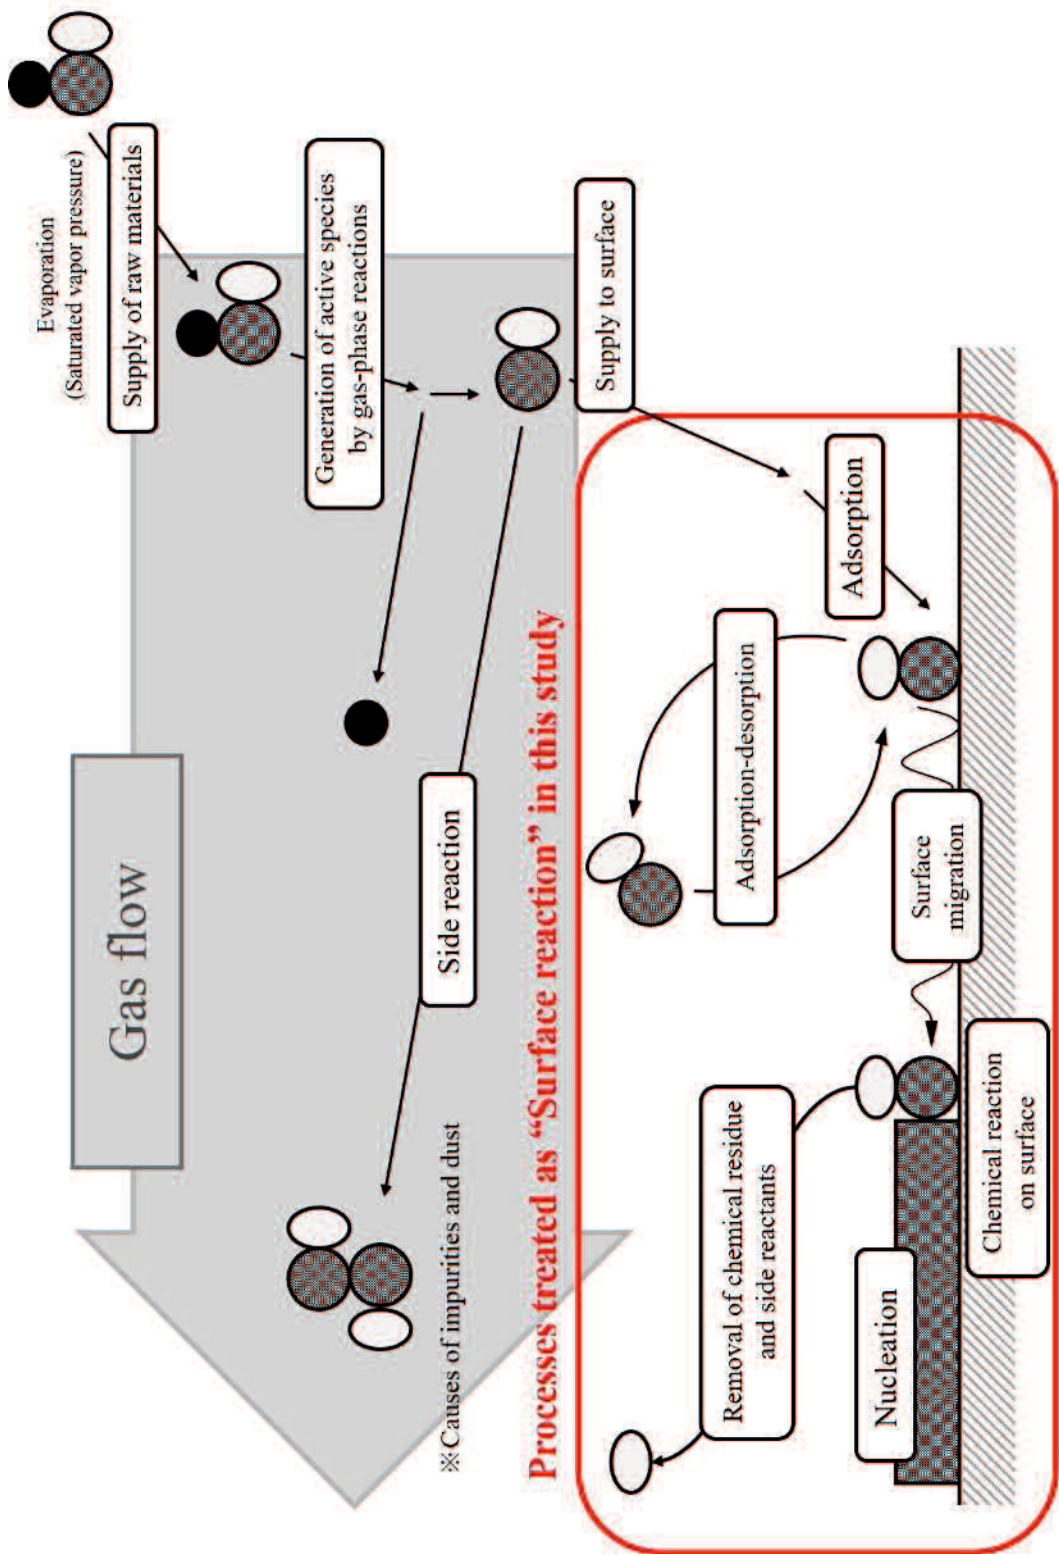 Evaporation
(Saturated vapor pressure)
Supply of raw materials
Gas flow
Generation of active species
by gas-phase reactions
Side reaction
※Causes of impurities and dust
Supply to surface
Processes treated as “Surface reaction” in this study
Adsorption
Adsorption-desorption
Surface
migration
Removal of chemical residue
and side reactants
Nucleation
Chemical reaction
on surface